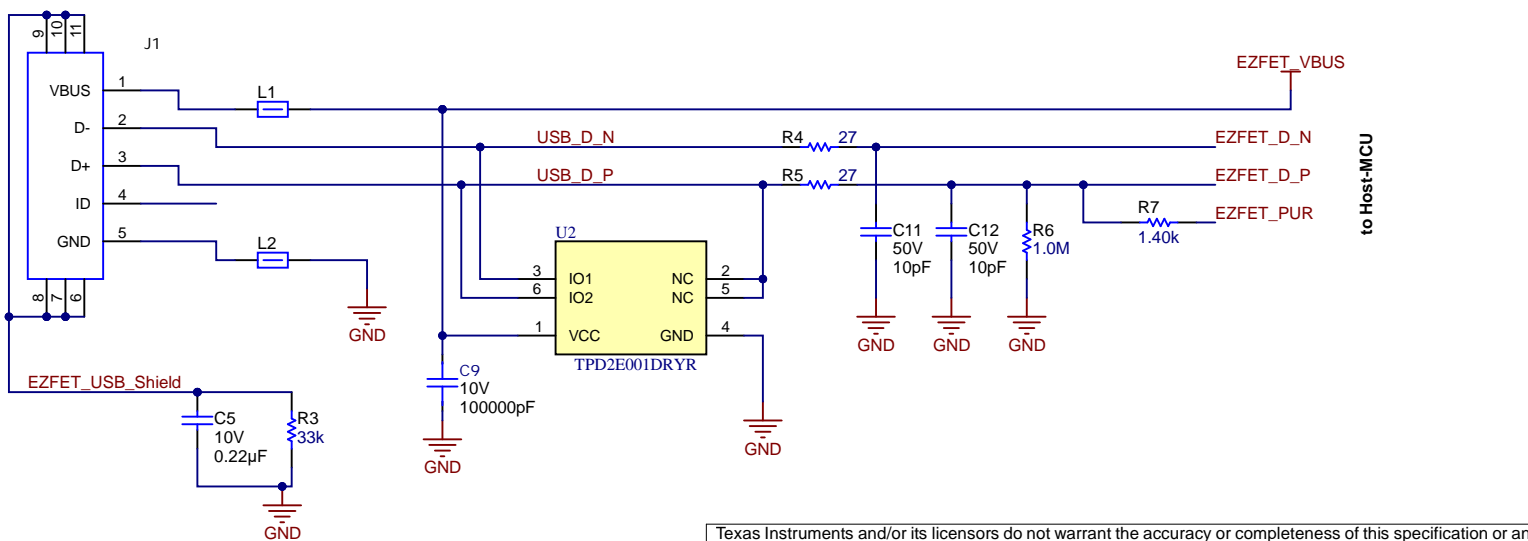 9
10
11
J1
VBUS
1
L1
EZFET_VBUS
D-
2
USB_D_N
R4
27
EZFET_D_N
D+
3
USB_D_P
R5
27
EZFET_D_P
ID
4
R7
1.40k
EZFET_PUR
to Host-MCU
GND
5
L2
GND
8
7
6
U2
3
IO1
NC
2
6
IO2
NC
5
1
VCC
GND
4
TPD2E001DRYR
C11
50V
10pF
C12
50V
10pF
R6
1.0M
GND
GND
GND
EZFET_USB_Shield
C5
10V
0.22µF
R3
33k
GND
C9
10V
100000pF
GND
GND
Texas Instruments and/or its licensors do not warrant the accuracy or completeness of this specification or an